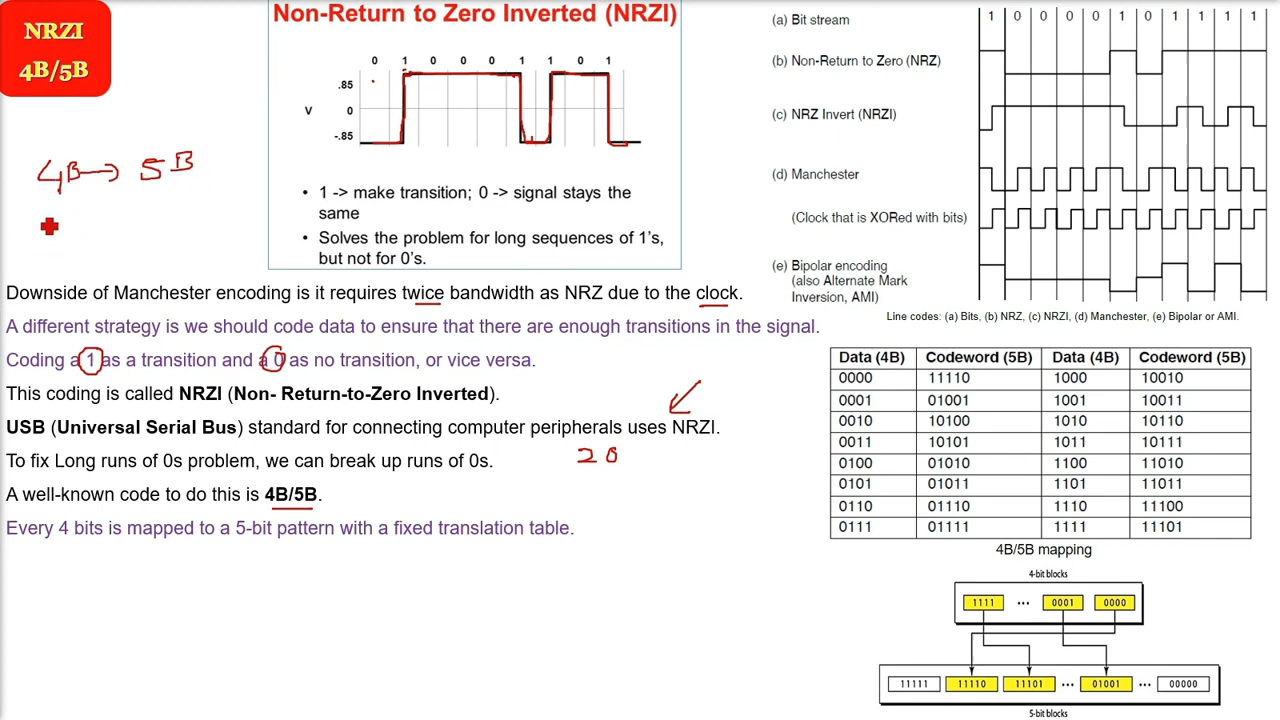 NRZI
4B/5B
4B → 5B
Non-Return to Zero Inverted (NRZI)
0 1 0 0 0 1 1 0 1
.85
V 0
-.85
• 1 -> make transition; 0 -> signal stays the
same
• Solves the problem for long sequences of 1's,
but not for 0's.
(a) Bit stream 1 0 0 0 0 1 0 1 1 1 1
(b) Non-Return to Zero (NRZ)
(c) NRZ Invert (NRZI)
(d) Manchester
(Clock that is XORed with bits)
(e) Bipolar encoding
(also Alternate Mark
Inversion, AMI)
Line codes: (a) Bits, (b) NRZ, (c) NRZI, (d) Manchester, (e) Bipolar or AMI.
Downside of Manchester encoding is it requires twice bandwidth as NRZ due to the clock.
A different strategy is we should code data to ensure that there are enough transitions in the signal.
Coding a 1 as a transition and a 0 as no transition, or vice versa.
This coding is called NRZI (Non- Return-to-Zero Inverted).
USB (Universal Serial Bus) standard for connecting computer peripherals uses NRZI.
To fix Long runs of 0s problem, we can break up runs of 0s.
20
A well-known code to do this is 4B/5B.
Every 4 bits is mapped to a 5-bit pattern with a fixed translation table.
Data (4B) Codeword (5B) Data (4B) Codeword (5B)
0000 11110 1000 10010
0001 01001 1001 10011
0010 10100 1010 10110
0011 10101 1011 10111
0100 01010 1100 11010
0101 01011 1101 11011
0110 01110 1110 11100
0111 01111 1111 11101
4B/5B mapping
4-bit blocks
1111 ... 0001 0000
11111 11110 11101 ... 01001 ... 00000
5-bit blocks